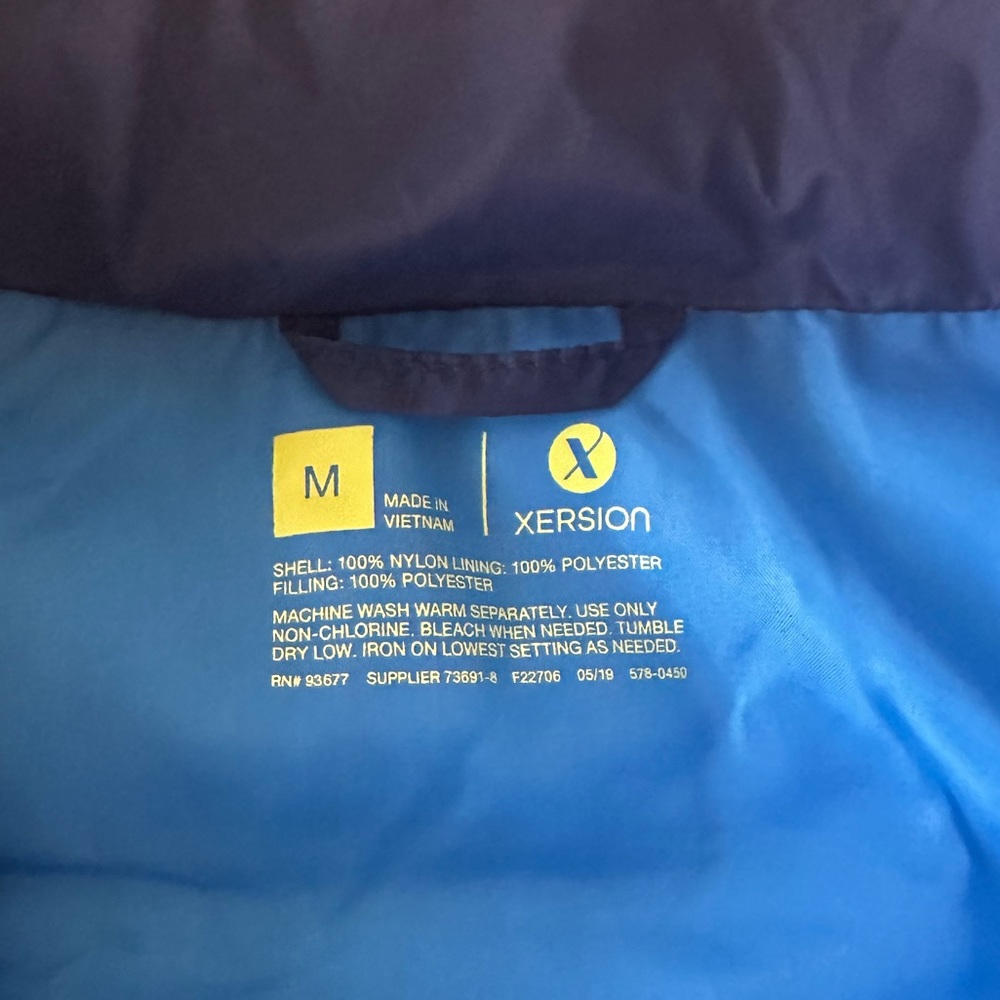 M
MADE IN
VIETNAM
X
XERSION
SHELL: 100% NYLON LINING: 100% POLYESTER
FILLING: 100% POLYESTER
MACHINE WASH WARM SEPARATELY. USE ONLY
NON-CHLORINE. BLEACH WHEN NEEDED. TUMBLE
DRY LOW. IRON ON LOWEST SETTING AS NEEDED.
RN# 93677 SUPPLIER 73691-8 F22706 05/19 578-0450